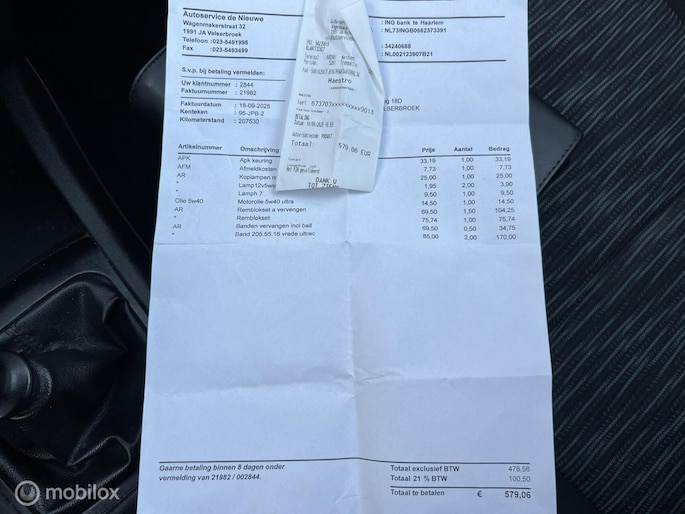 Autoservice de Nieuwe
Wagenmakerstraat 32
1991 JA Velserbroek
Telefoon :023-5491995
Fax :023-5493499
: ING bank te Haarlem
: NL73INGB0682373391
: 34240688
: NL002123907B21
S.v.p. bij betaling vermelden:
Uw klantnummer : 2844
Faktuurnummer : 21982
Faktuurdatum : 18-09-2025
Kenteken : 95-JPB-2
Kilometerstand : 207530
18D
Maestro
Totaal: 579,06 EUR
DANK U
Artikelnummer Omschrijving Prijs Aantal Bedrag
APK Apk keuring 33,19 1,00 33,19
AFM Afmeldkosten 7,73 1,00 7,73
AR Koplampen 25,00 1,00 25,00
" Lamp12v5w 1,95 2,00 3,90
" Lamph 7 9,50 1,00 9,50
Olie 5w40 Motorolie 5w40 ultra 14,50 1,00 14,50
AR Remblokset a vervangen 69,50 1,50 104,25
" Remblokset 75,74 1,00 75,74
AR Banden vervangen incl ball 69,50 0,50 34,75
" Band 205.55.16 vrede ultrac 85,00 2,00 170,00
Gaarne betaling binnen 8 dagen onder
vermelding van 21982 / 002844.
Totaal exclusief BTW 478,56
Totaal 21 % BTW 100,50
Totaal te betalen € 579,06
mobilox